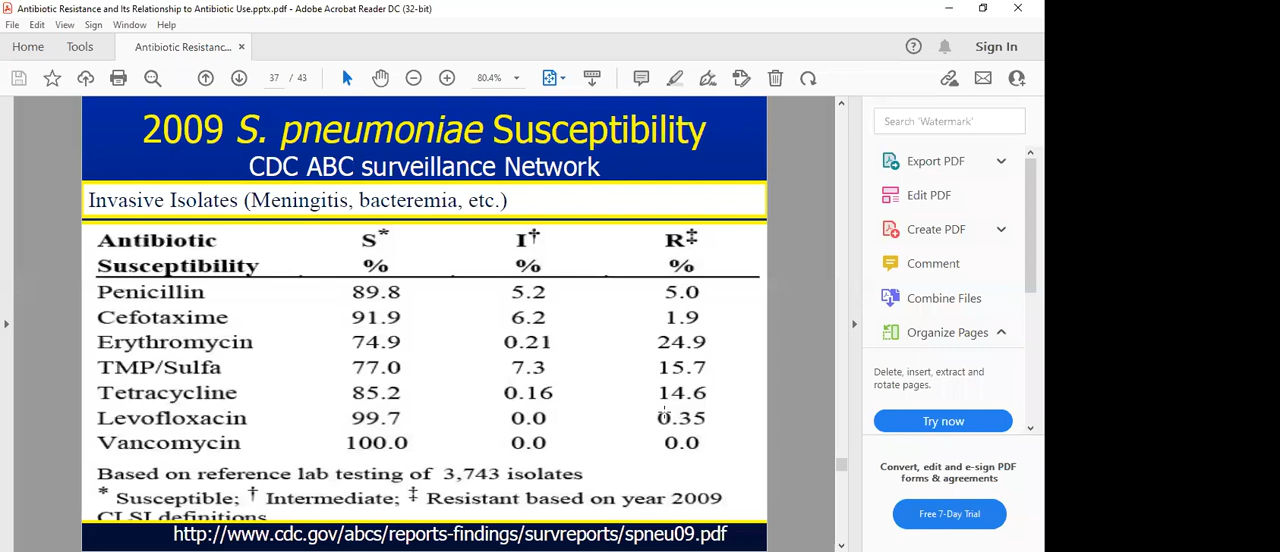 Antibiotic Resistance and Its Relationship to Antibiotic Use.pptx.pdf - Adobe Acrobat Reader DC (32-bit)
File Edit View Sign Window Help
Home Tools Antibiotic Resistanc... × Sign In
37 / 43 80.4%
2009 S. pneumoniae Susceptibility
CDC ABC surveillance Network
Invasive Isolates (Meningitis, bacteremia, etc.)
Antibiotic S* I† R‡
Susceptibility % % %
Penicillin 89.8 5.2 5.0
Cefotaxime 91.9 6.2 1.9
Erythromycin 74.9 0.21 24.9
TMP/Sulfa 77.0 7.3 15.7
Tetracycline 85.2 0.16 14.6
Levofloxacin 99.7 0.0 0.35
Vancomycin 100.0 0.0 0.0
Based on reference lab testing of 3,743 isolates
* Susceptible; † Intermediate; ‡ Resistant based on year 2009
CLSI definitions
http://www.cdc.gov/abcs/reports-findings/survreports/spneu09.pdf
Search 'Watermark'
Export PDF
Edit PDF
Create PDF
Comment
Combine Files
Organize Pages
Delete, insert, extract and
rotate pages.
Try now
Convert, edit and e-sign PDF
forms & agreements
Free 7-Day Trial